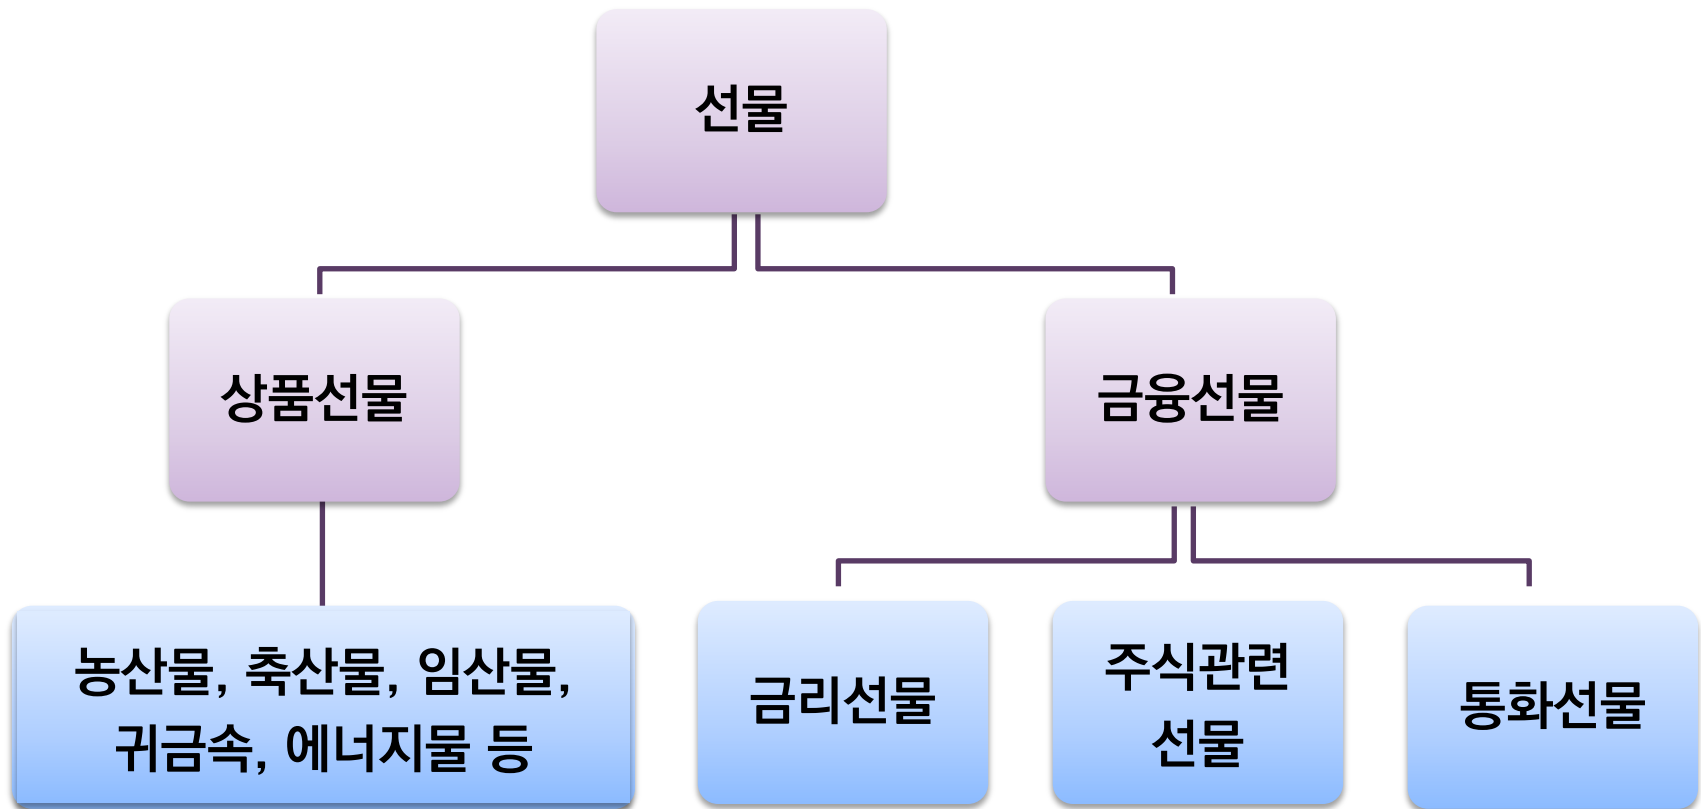 선물
상품선물
금융선물
농산물, 축산물, 임산물,
귀금속, 에너지물 등
금리선물
주식관련
선물
통화선물